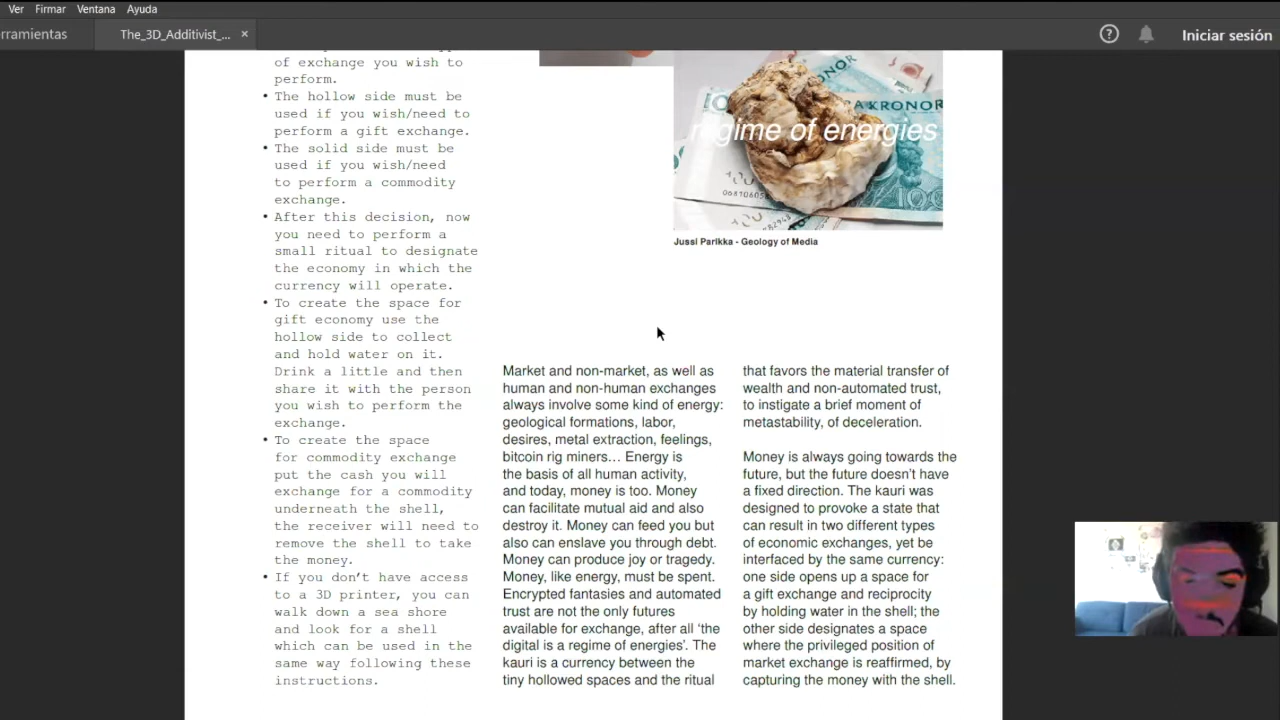 Ver Firmar Ventana Ayuda
rramientas
The_3D_Additivist_... ×
Iniciar sesión
of exchange you wish to
perform.
• The hollow side must be
used if you wish/need to
perform a gift exchange.
• The solid side must be
used if you wish/need
to perform a commodity
exchange.
• After this decision, now
you need to perform a
small ritual to designate
the economy in which the
currency will operate.
• To create the space for
gift economy use the
hollow side to collect
and hold water on it.
Drink a little and then
share it with the person
you wish to perform the
exchange.
• To create the space
for commodity exchange
put the cash you will
exchange for a commodity
underneath the shell,
the receiver will need to
remove the shell to take
the money.
• If you don't have access
to a 3D printer, you can
walk down a sea shore
and look for a shell
which can be used in the
same way following these
instructions.
KRONOR
regime of energies
Jussi Parikka - Geology of Media
Market and non-market, as well as
human and non-human exchanges
always involve some kind of energy:
geological formations, labor,
desires, metal extraction, feelings,
bitcoin rig miners... Energy is
the basis of all human activity,
and today, money is too. Money
can facilitate mutual aid and also
destroy it. Money can feed you but
also can enslave you through debt.
Money can produce joy or tragedy.
Money, like energy, must be spent.
Encrypted fantasies and automated
trust are not the only futures
available for exchange, after all 'the
digital is a regime of energies'. The
kauri is a currency between the
tiny hollowed spaces and the ritual
that favors the material transfer of
wealth and non-automated trust,
to instigate a brief moment of
metastability, of deceleration.
Money is always going towards the
future, but the future doesn't have
a fixed direction. The kauri was
designed to provoke a state that
can result in two different types
of economic exchanges, yet be
interfaced by the same currency:
one side opens up a space for
a gift exchange and reciprocity
by holding water in the shell; the
other side designates a space
where the privileged position of
market exchange is reaffirmed, by
capturing the money with the shell.